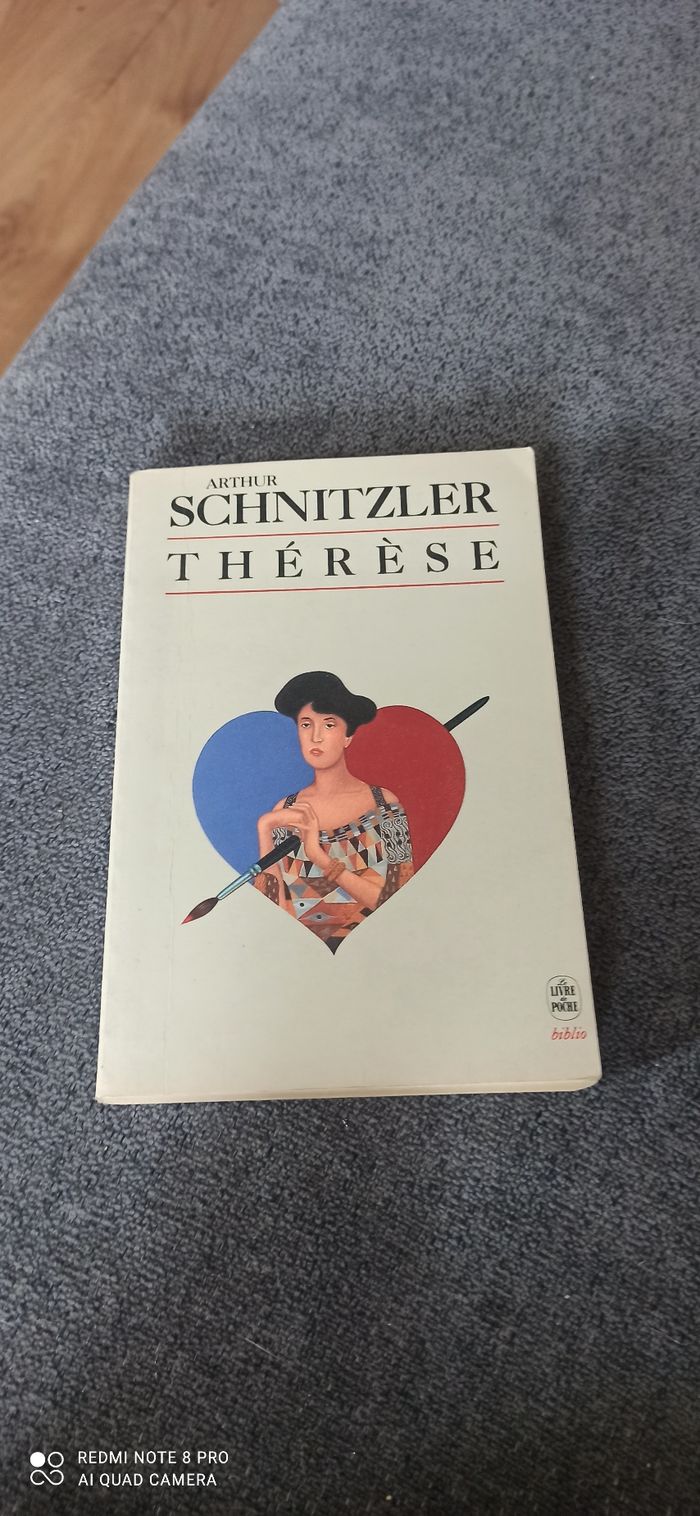 ARTHUR
SCHNITZLER
THÉRÈSE
Le
LIVRE
de
POCHE
biblio
REDMI NOTE 8 PRO
AI QUAD CAMERA